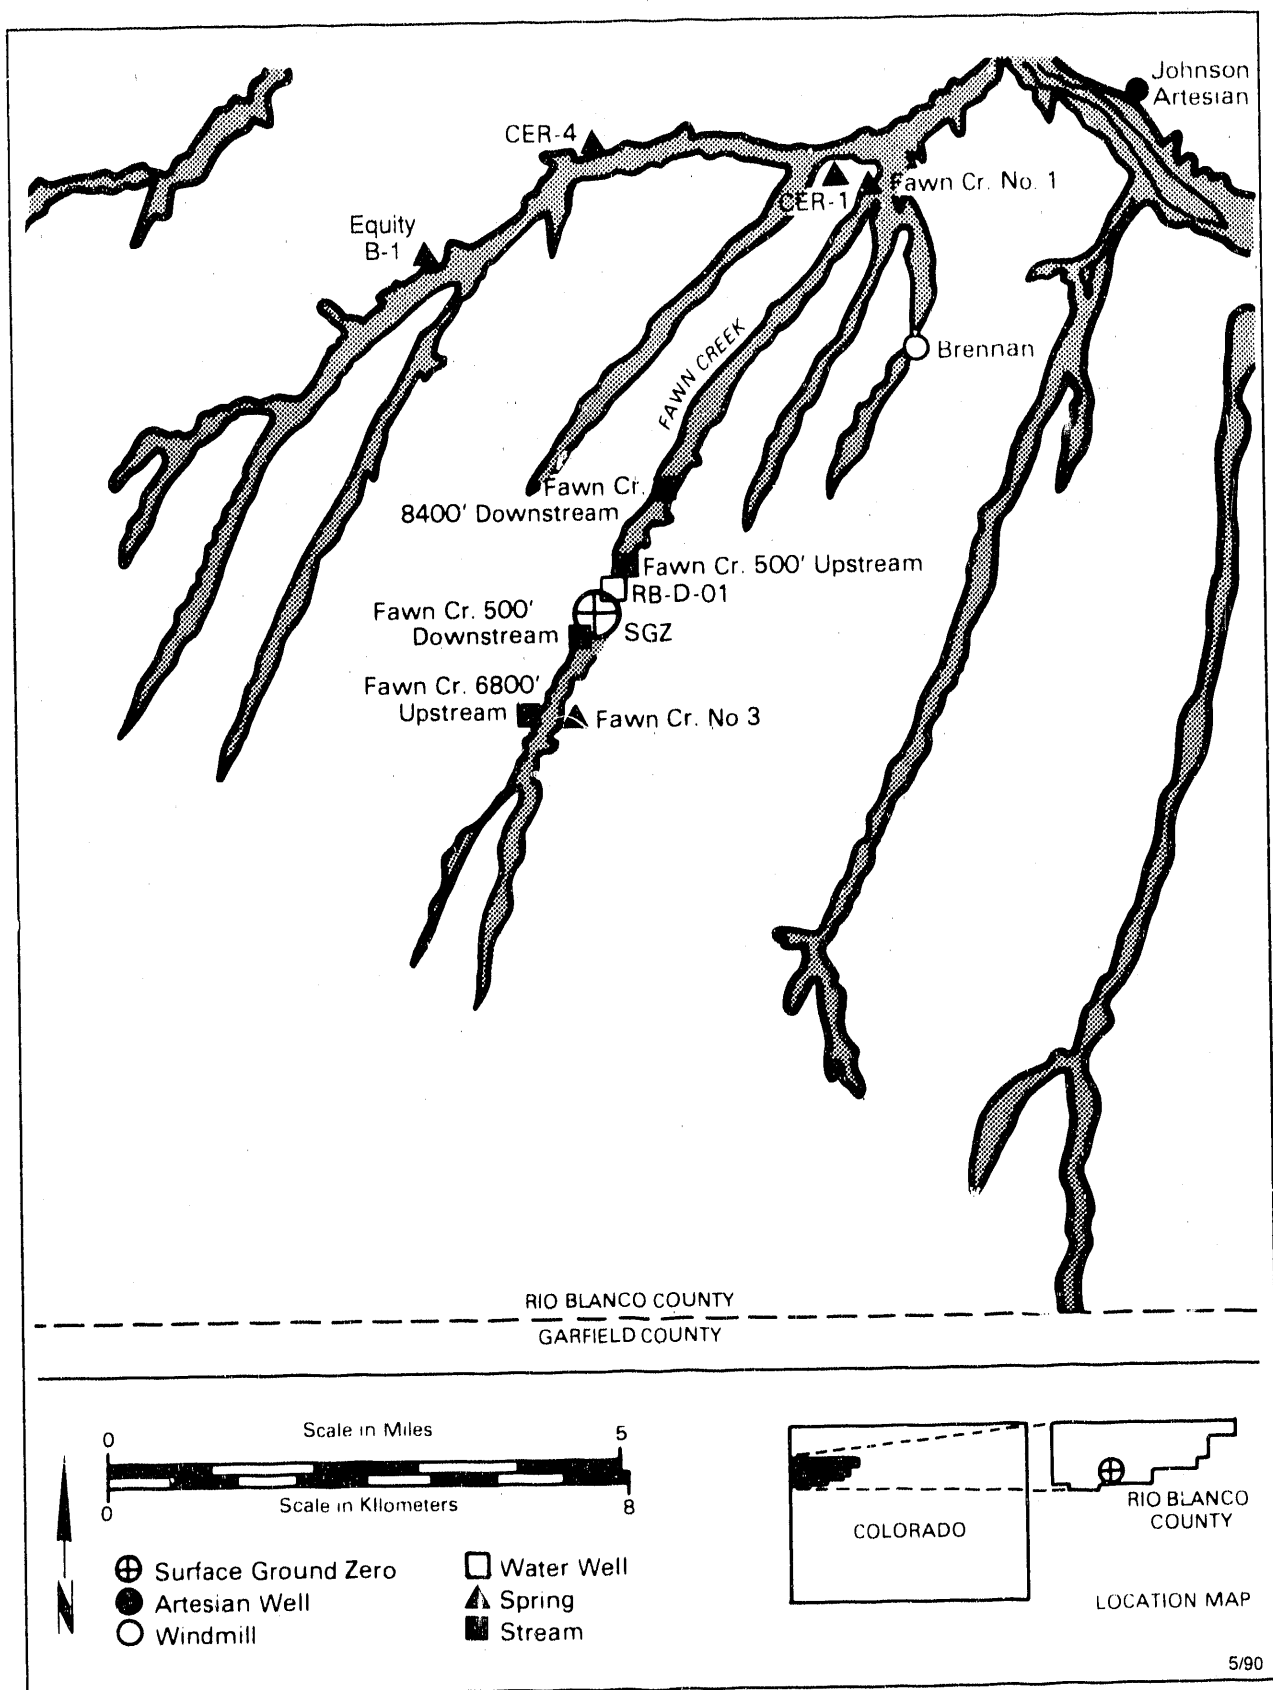 Johnson
Artesian
CER-4
CER-1
Fawn Cr. No. 1
Equity
B-1
FAWN CREEK
Brennan
Fawn Cr.
8400' Downstream
Fawn Cr. 500' Upstream
RB-D-01
Fawn Cr. 500'
Downstream
SGZ
Fawn Cr. 6800'
Upstream
Fawn Cr. No 3
RIO BLANCO COUNTY
GARFIELD COUNTY
Scale in Miles
0
5
Scale in Kilometers
0
8
N
Surface Ground Zero
Artesian Well
Windmill
Water Well
Spring
Stream
COLORADO
RIO BLANCO
COUNTY
LOCATION MAP
5/90